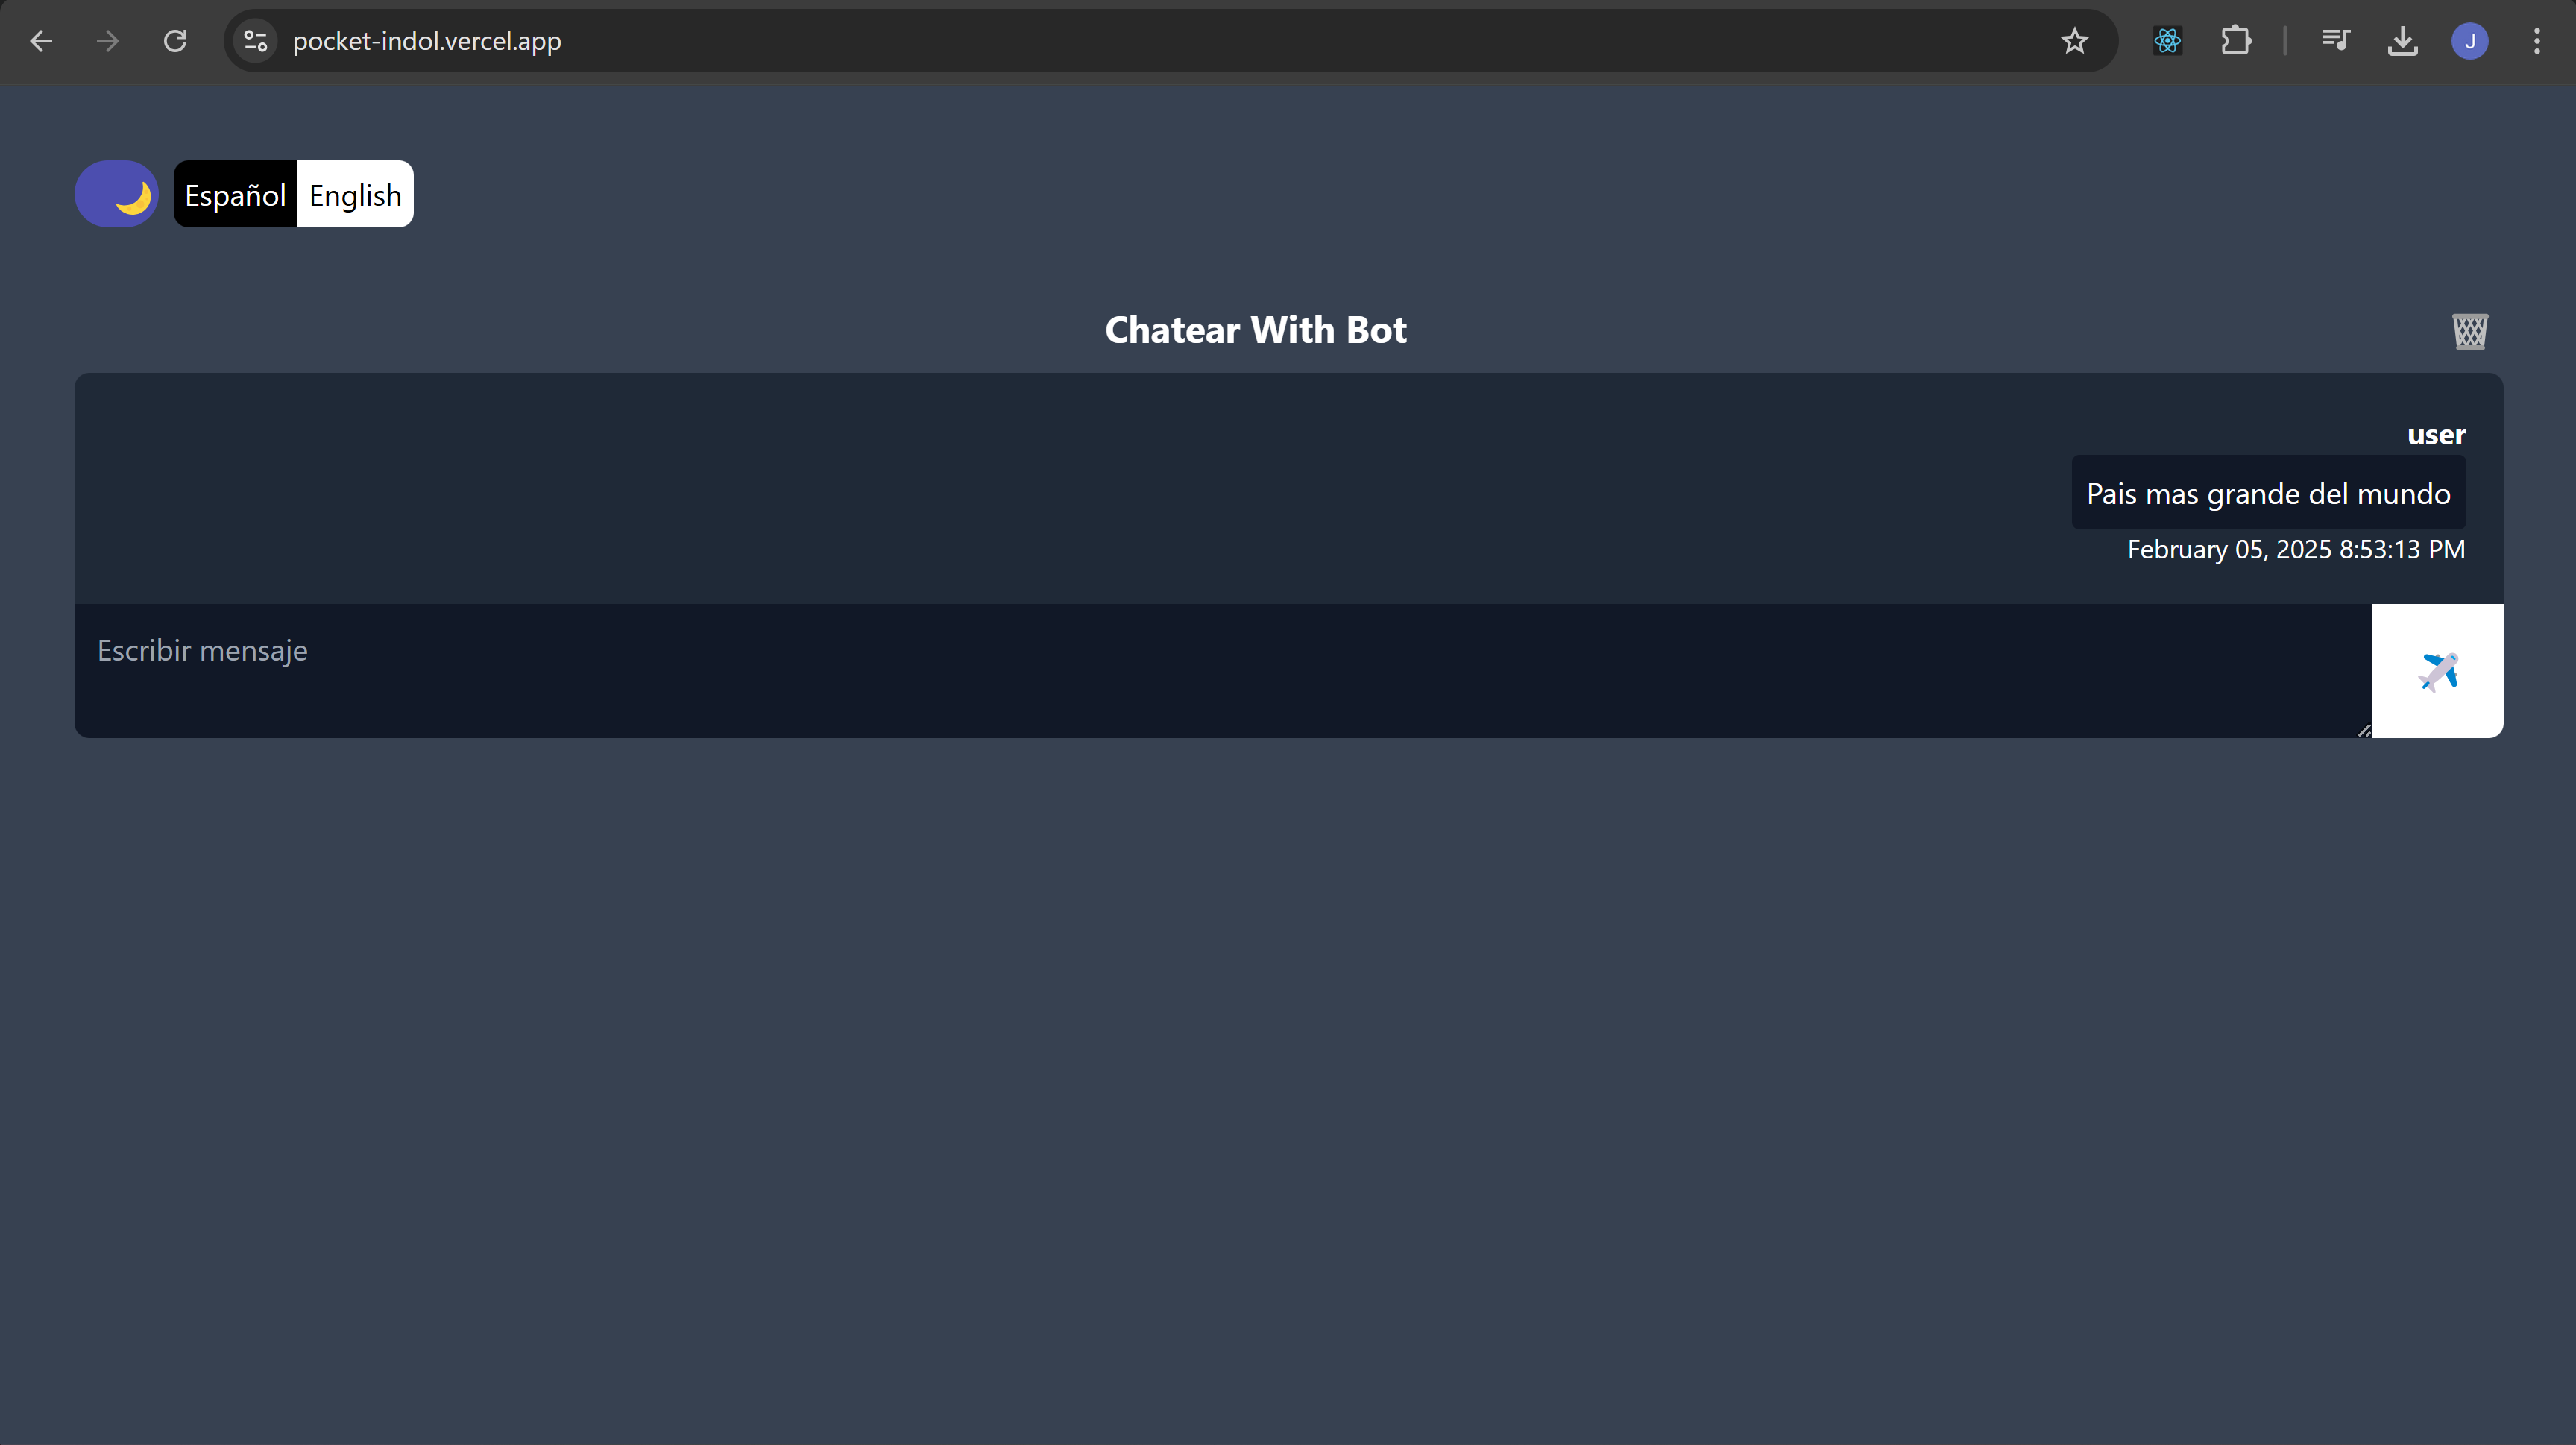 pocket-indol.vercel.app
J
Español English
Chatear With Bot
user
Pais mas grande del mundo
February 05, 2025 8:53:13 PM
Escribir mensaje